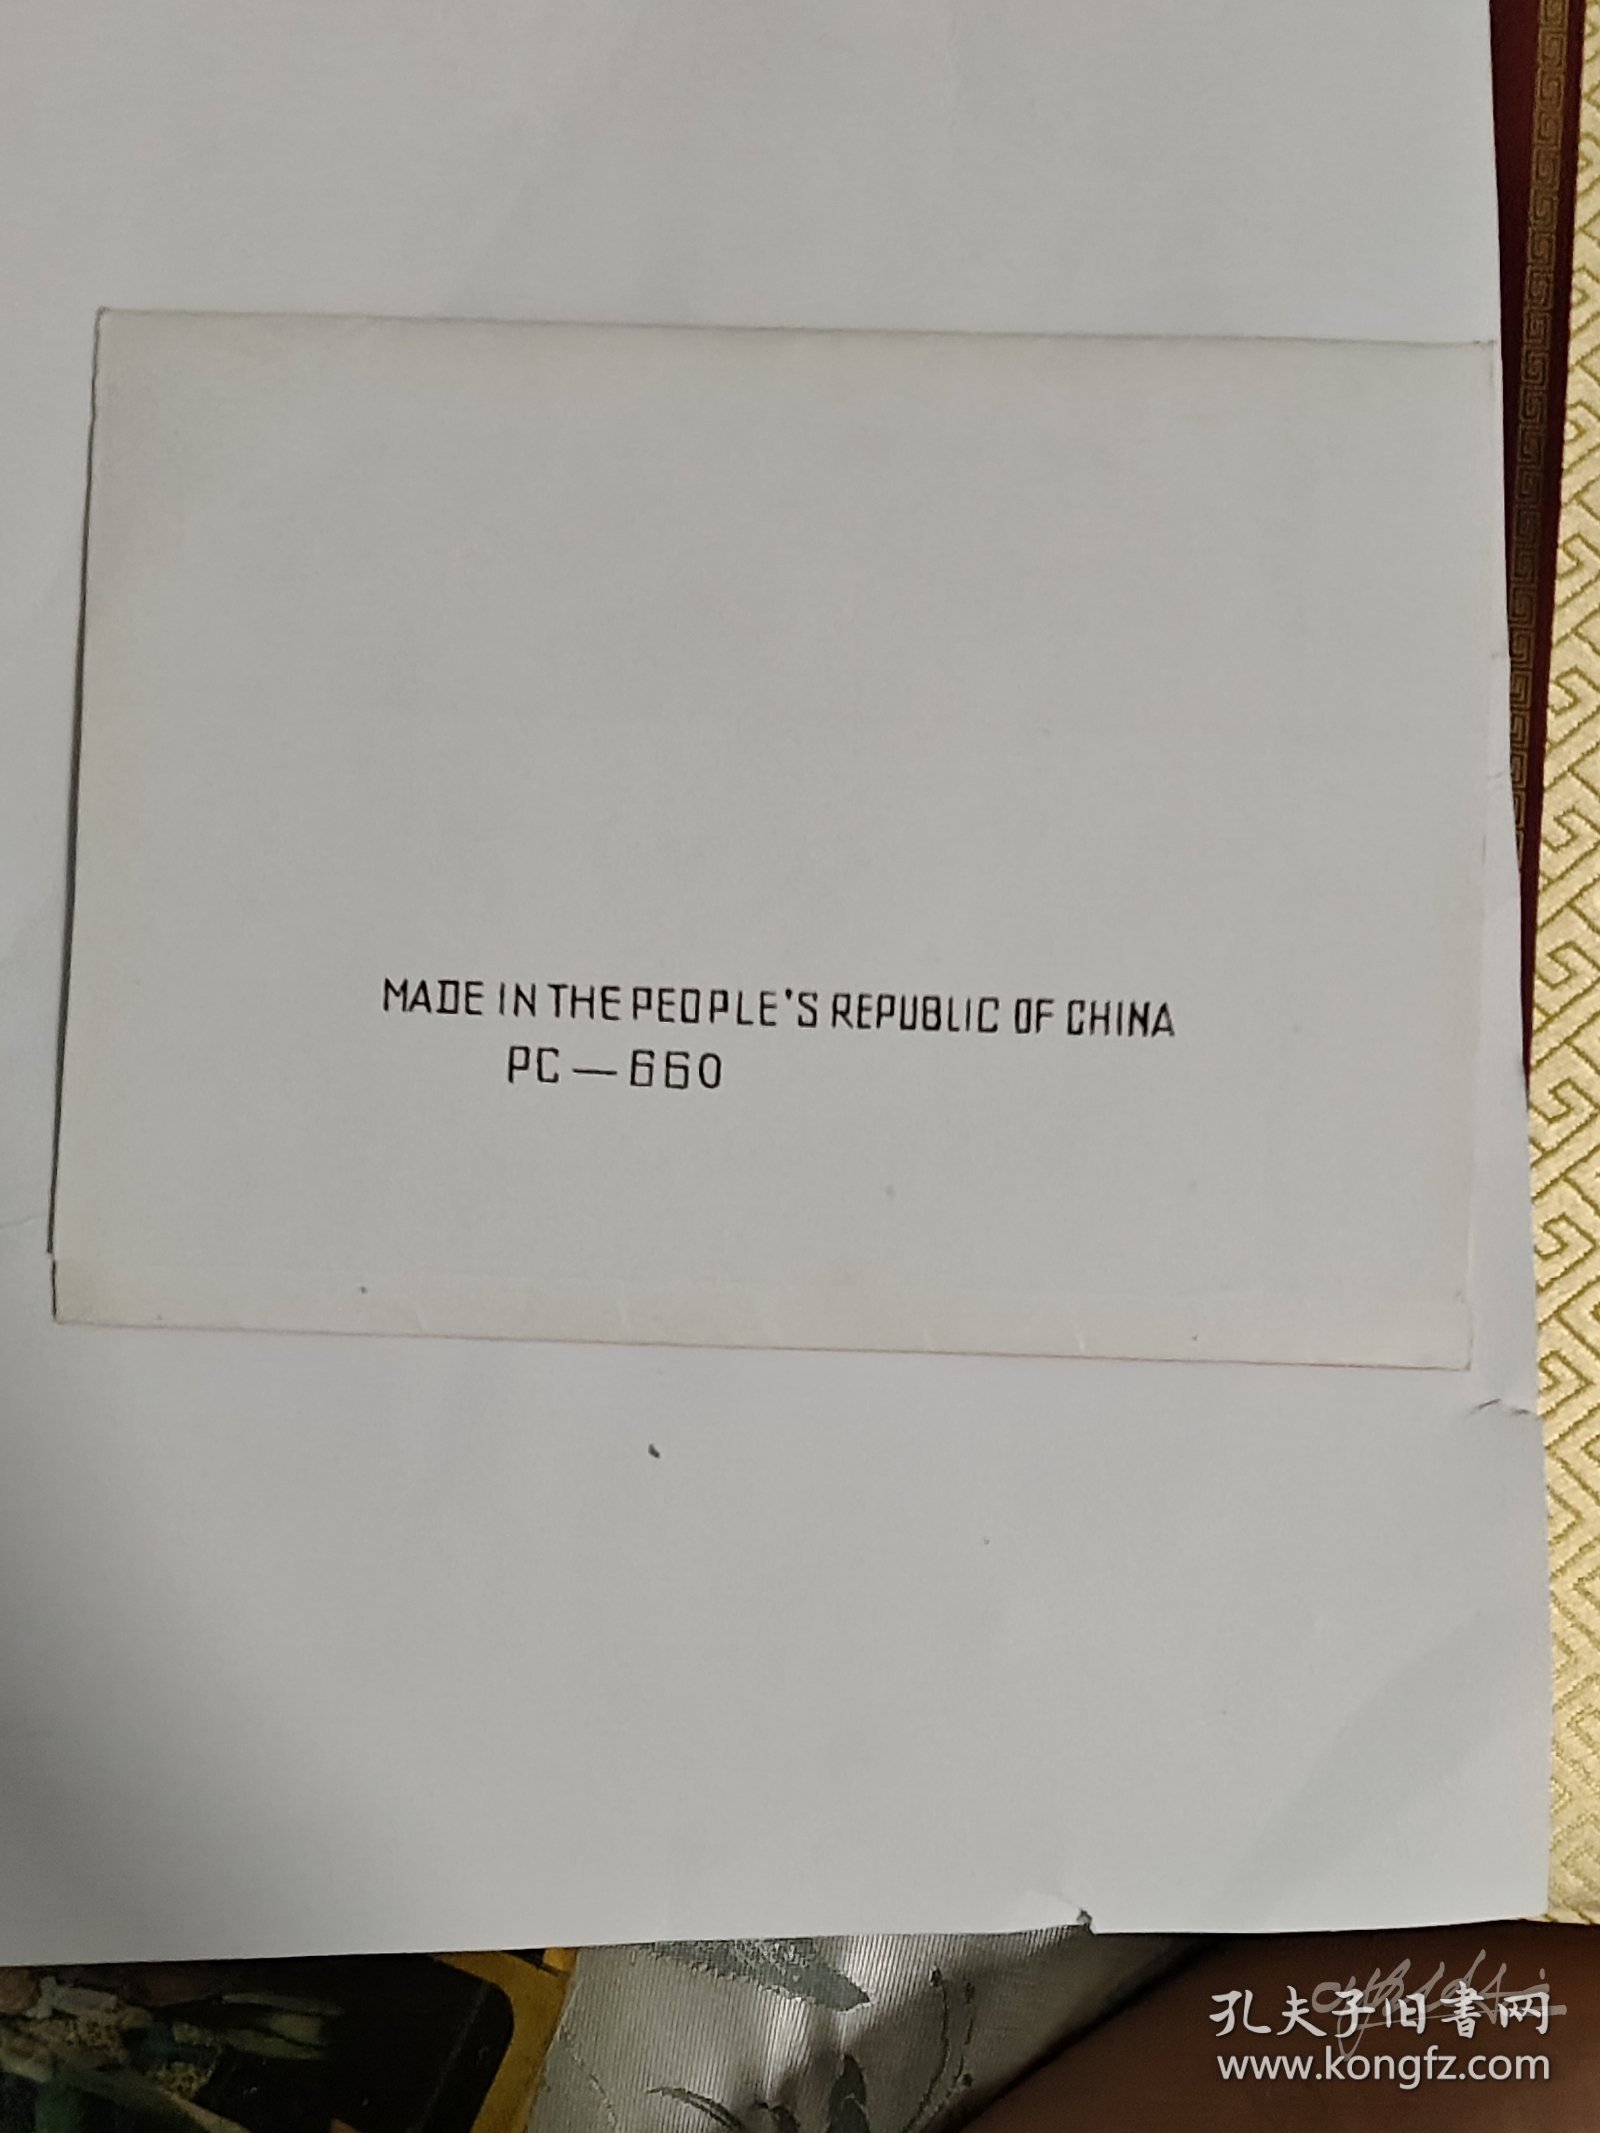 MADE IN THE PEOPLE'S REPUBLIC OF CHINA
PC—660
孔夫子旧书网
www.kongfz.com